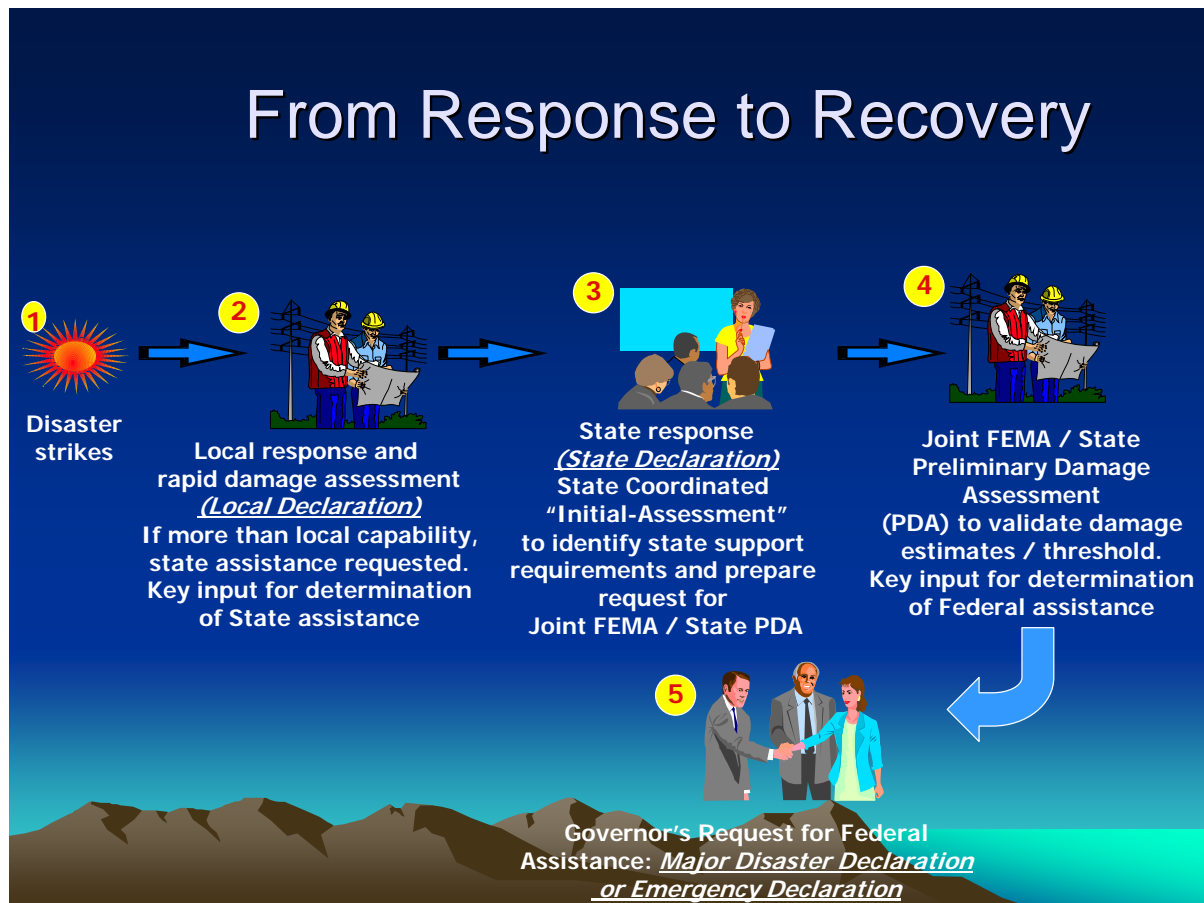 From Response to Recovery
1
Disaster
strikes
2
Local response and
rapid damage assessment
(Local Declaration)
If more than local capability,
state assistance requested.
Key input for determination
of State assistance
3
State response
(State Declaration)
State Coordinated
“Initial-Assessment”
to identify state support
requirements and prepare
request for
Joint FEMA / State PDA
4
Joint FEMA / State
Preliminary Damage
Assessment
(PDA) to validate damage
estimates / threshold.
Key input for determination
of Federal assistance
5
Governor’s Request for Federal
Assistance: Major Disaster Declaration
or Emergency Declaration